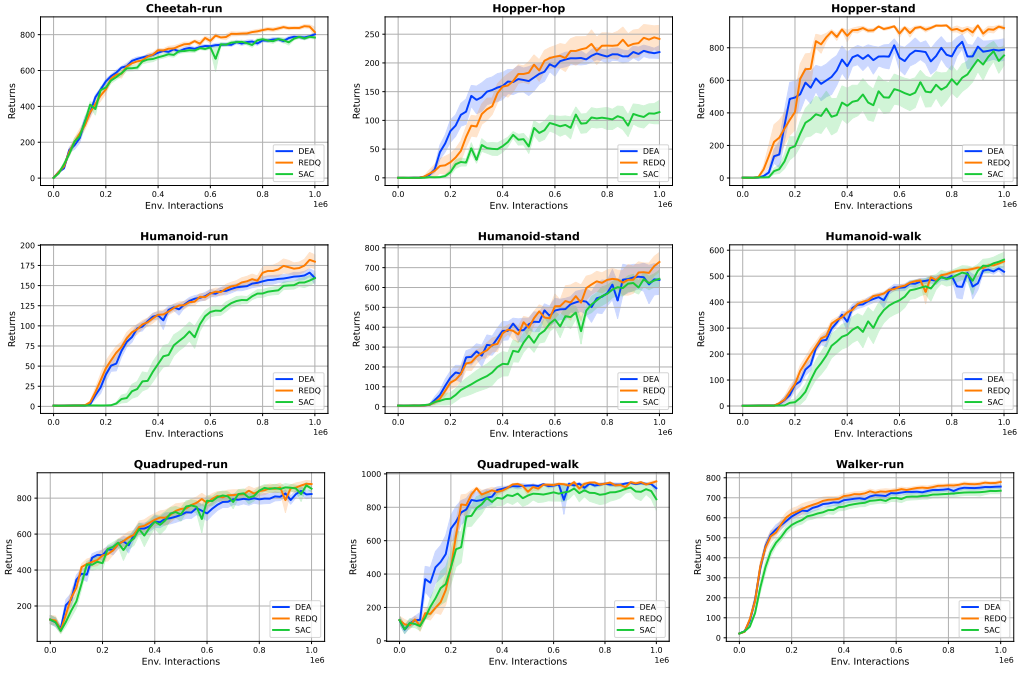 Cheetah-run
Returns
0
200
400
600
800
0.0
0.2
0.4
0.6
0.8
1.0
1e6
Env. Interactions
DEA
REDQ
SAC
Hopper-hop
Returns
0
50
100
150
200
250
0.0
0.2
0.4
0.6
0.8
1.0
1e6
Env. Interactions
DEA
REDQ
SAC
Hopper-stand
Returns
0
200
400
600
800
0.0
0.2
0.4
0.6
0.8
1.0
1e6
Env. Interactions
DEA
REDQ
SAC
Humanoid-run
Returns
0
25
50
75
100
125
150
175
200
0.0
0.2
0.4
0.6
0.8
1.0
1e6
Env. Interactions
DEA
REDQ
SAC
Humanoid-stand
Returns
0
100
200
300
400
500
600
700
800
0.0
0.2
0.4
0.6
0.8
1.0
1e6
Env. Interactions
DEA
REDQ
SAC
Humanoid-walk
Returns
0
100
200
300
400
500
600
0.0
0.2
0.4
0.6
0.8
1.0
1e6
Env. Interactions
DEA
REDQ
SAC
Quadruped-run
Returns
200
400
600
800
0.0
0.2
0.4
0.6
0.8
1.0
1e6
Env. Interactions
DEA
REDQ
SAC
Quadruped-walk
Returns
0
200
400
600
800
1000
0.0
0.2
0.4
0.6
0.8
1.0
1e6
Env. Interactions
DEA
REDQ
SAC
Walker-run
Returns
0
100
200
300
400
500
600
700
800
0.0
0.2
0.4
0.6
0.8
1.0
1e6
Env. Interactions
DEA
REDQ
SAC